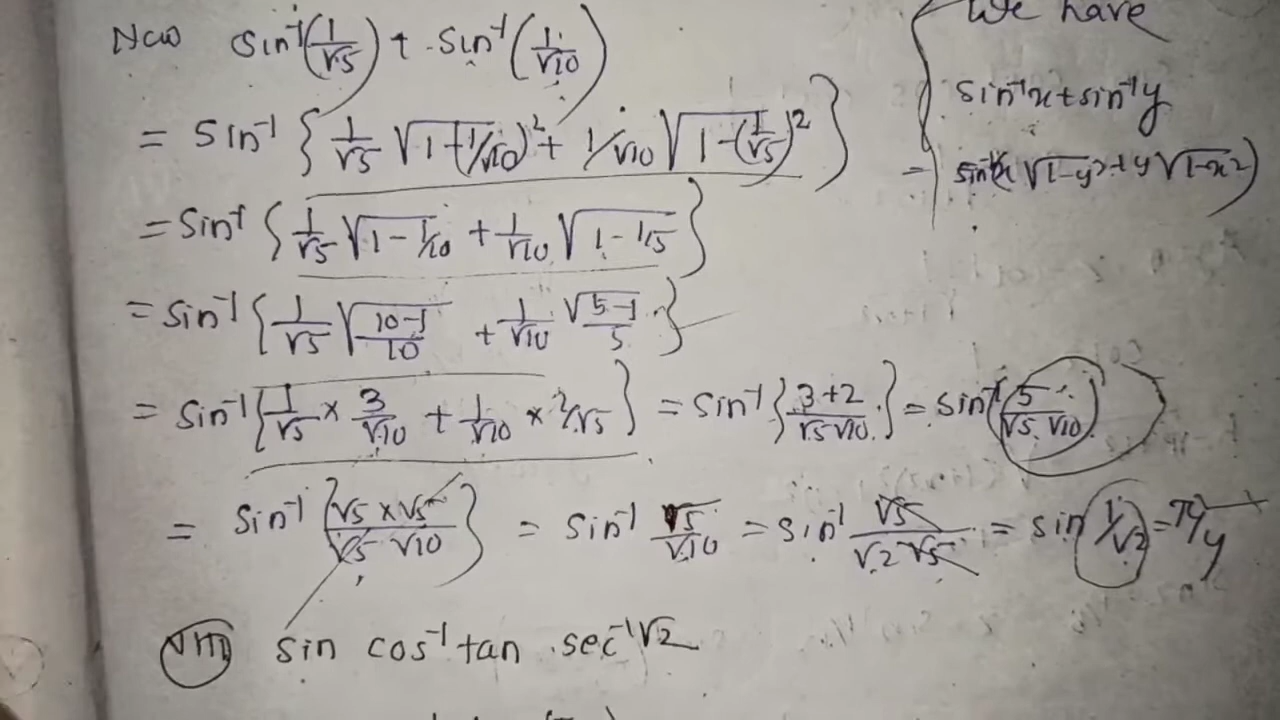 Now sin⁻¹(1/√5) + sin⁻¹(1/√10)
We have
sin⁻¹x + sin⁻¹y
= sin⁻¹(x √1-y² + y √1-x²)
= sin⁻¹ { 1/√5 √1-(1/√10)² + 1/√10 √1-(1/√5)² }
= sin⁻¹ { 1/√5 √1-1/10 + 1/√10 √1-1/5 }
= sin⁻¹ { 1/√5 √10-1/10 + 1/√10 √5-1/5 }
= sin⁻¹ { 1/√5 × 3/√10 + 1/√10 × 2/√5 } = sin⁻¹ { 3+2/√5 √10 } = sin⁻¹ (5/√5 √10)
= sin⁻¹ { √5 × √5/√5 √10 } = sin⁻¹ √5/√10 = sin⁻¹ √5/√2 √5 = sin (1/√2) = π/4
VIII sin cos⁻¹ tan sec⁻¹ √2